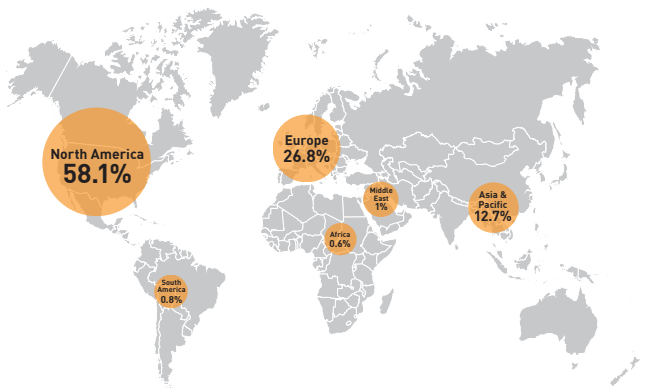 North America
58.1%
Europe
26.8%
Middle
East
1%
Asia &
Pacific
12.7%
Africa
0.6%
South
America
0.8%